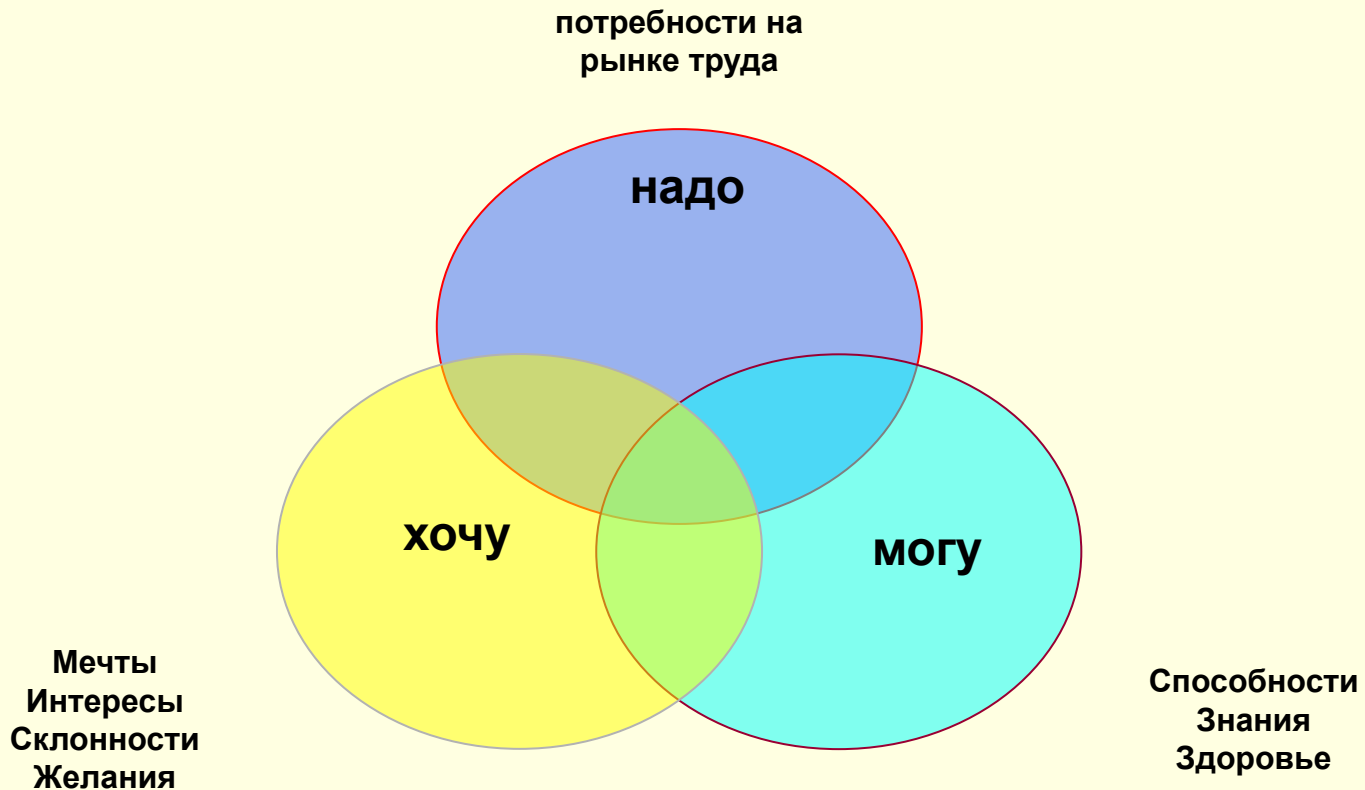 потребности на
рынке труда
надо
хочу
могу
Мечты
Интересы
Склонности
Желания
Способности
Знания
Здоровье